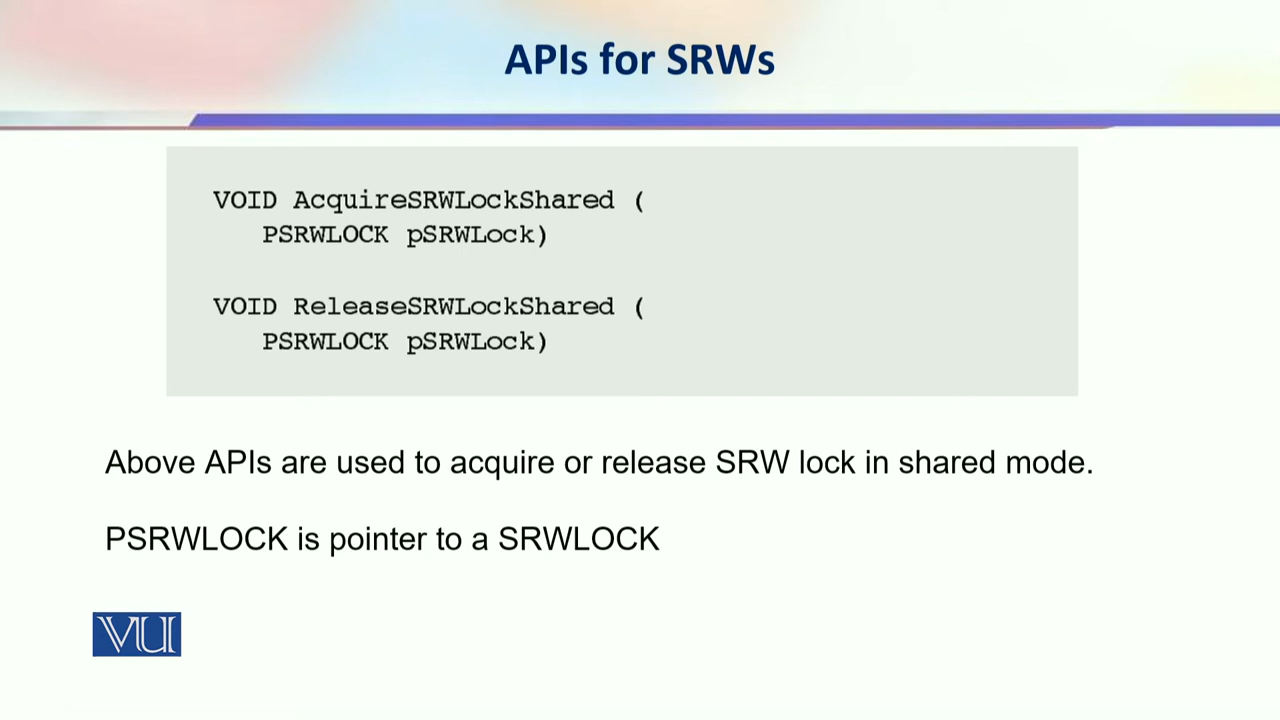 APIs for SRWs
VOID AcquireSRWLockShared (
PSRWLOCK pSRWLock)
VOID ReleaseSRWLockShared (
PSRWLOCK pSRWLock)
Above APIs are used to acquire or release SRW lock in shared mode.
PSRWLOCK is pointer to a SRWLOCK
VU